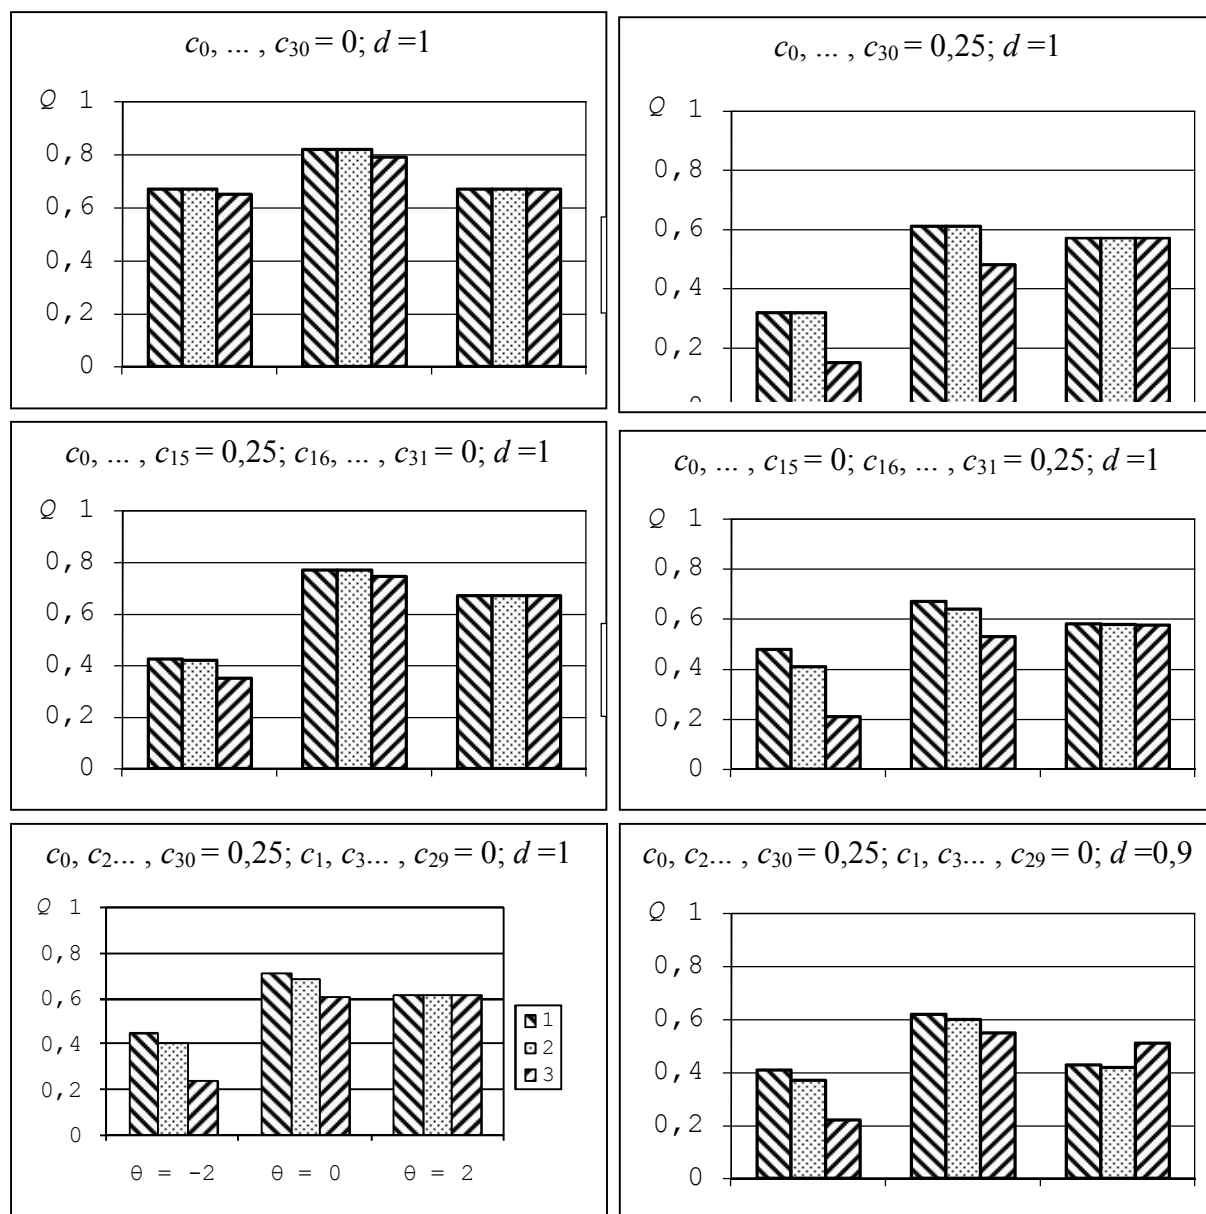 c₀, ... , c₃₀ = 0; d =1
Q 1
0,8
0,6
0,4
0,2
0
c₀, ... , c₃₀ = 0,25; d =1
Q 1
0,8
0,6
0,4
0,2
c₀, ... , c₁₅ = 0,25; c₁₆, ... , c₃₁ = 0; d =1
Q 1
0,8
0,6
0,4
0,2
0
c₀, ... , c₁₅ = 0; c₁₆, ... , c₃₁ = 0,25; d =1
Q 1
0,8
0,6
0,4
0,2
0
c₀, c₂... , c₃₀ = 0,25; c₁, c₃... , c₂₉ = 0; d =1
Q 1
0,8
0,6
0,4
0,2
0
θ = -2 θ = 0 θ = 2
1
2
3
c₀, c₂... , c₃₀ = 0,25; c₁, c₃... , c₂₉ = 0; d =0,9
Q 1
0,8
0,6
0,4
0,2
0